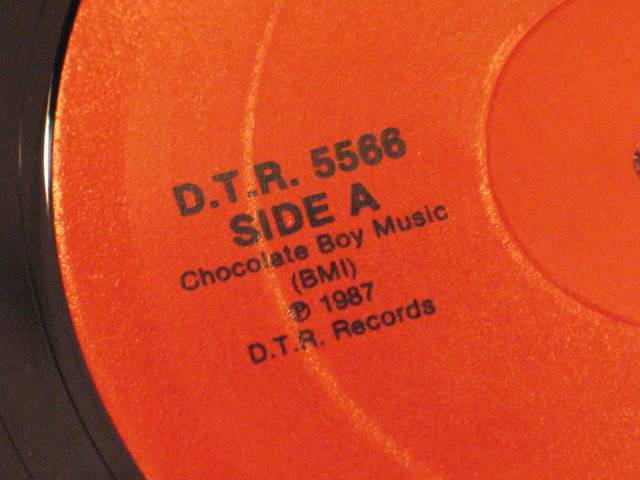 D.T.R. 5566
SIDE A
Chocolate Boy Music
(BMI)
℗ 1987
D.T.R. Records